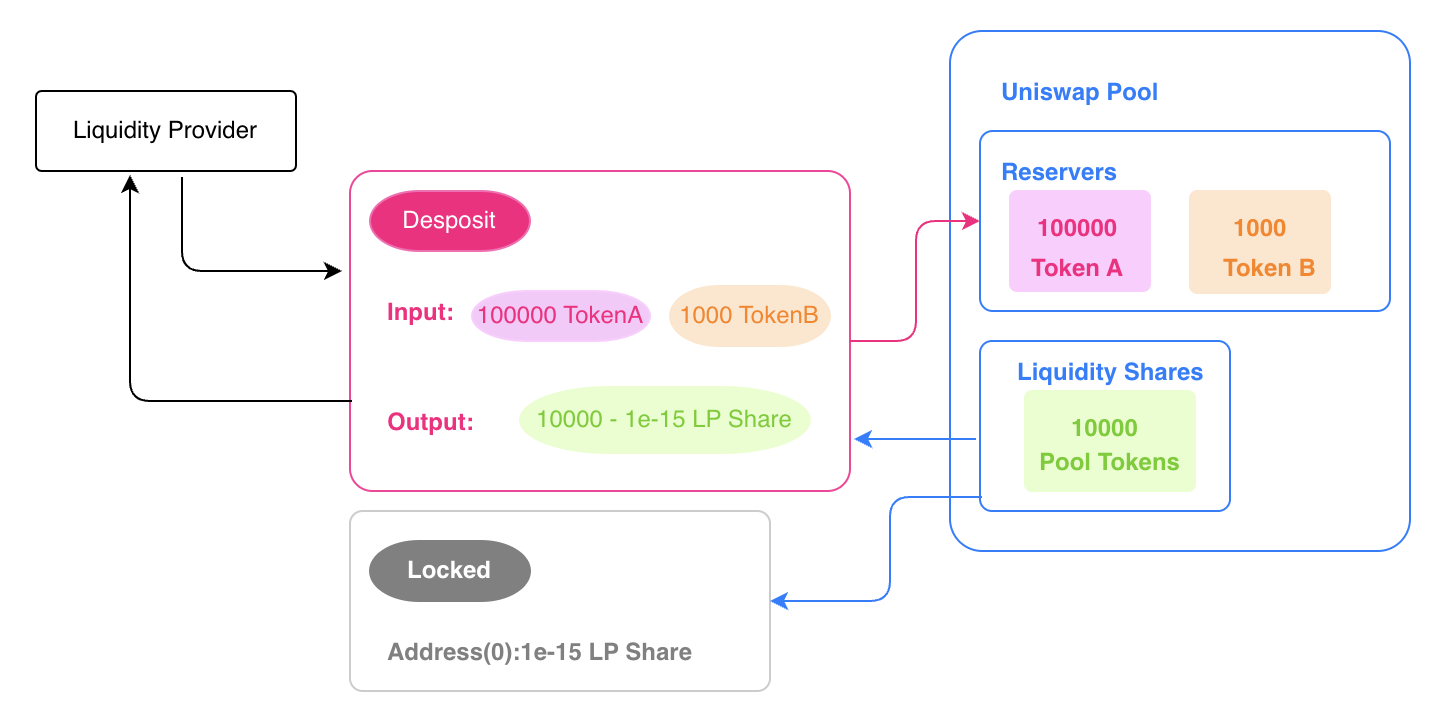 Liquidity Provider
Desposit
Input: 100000 TokenA 1000 TokenB
Output: 10000 - 1e-15 LP Share
Locked
Address(0):1e-15 LP Share
Uniswap Pool
Reservers
100000
Token A
1000
Token B
Liquidity Shares
10000
Pool Tokens